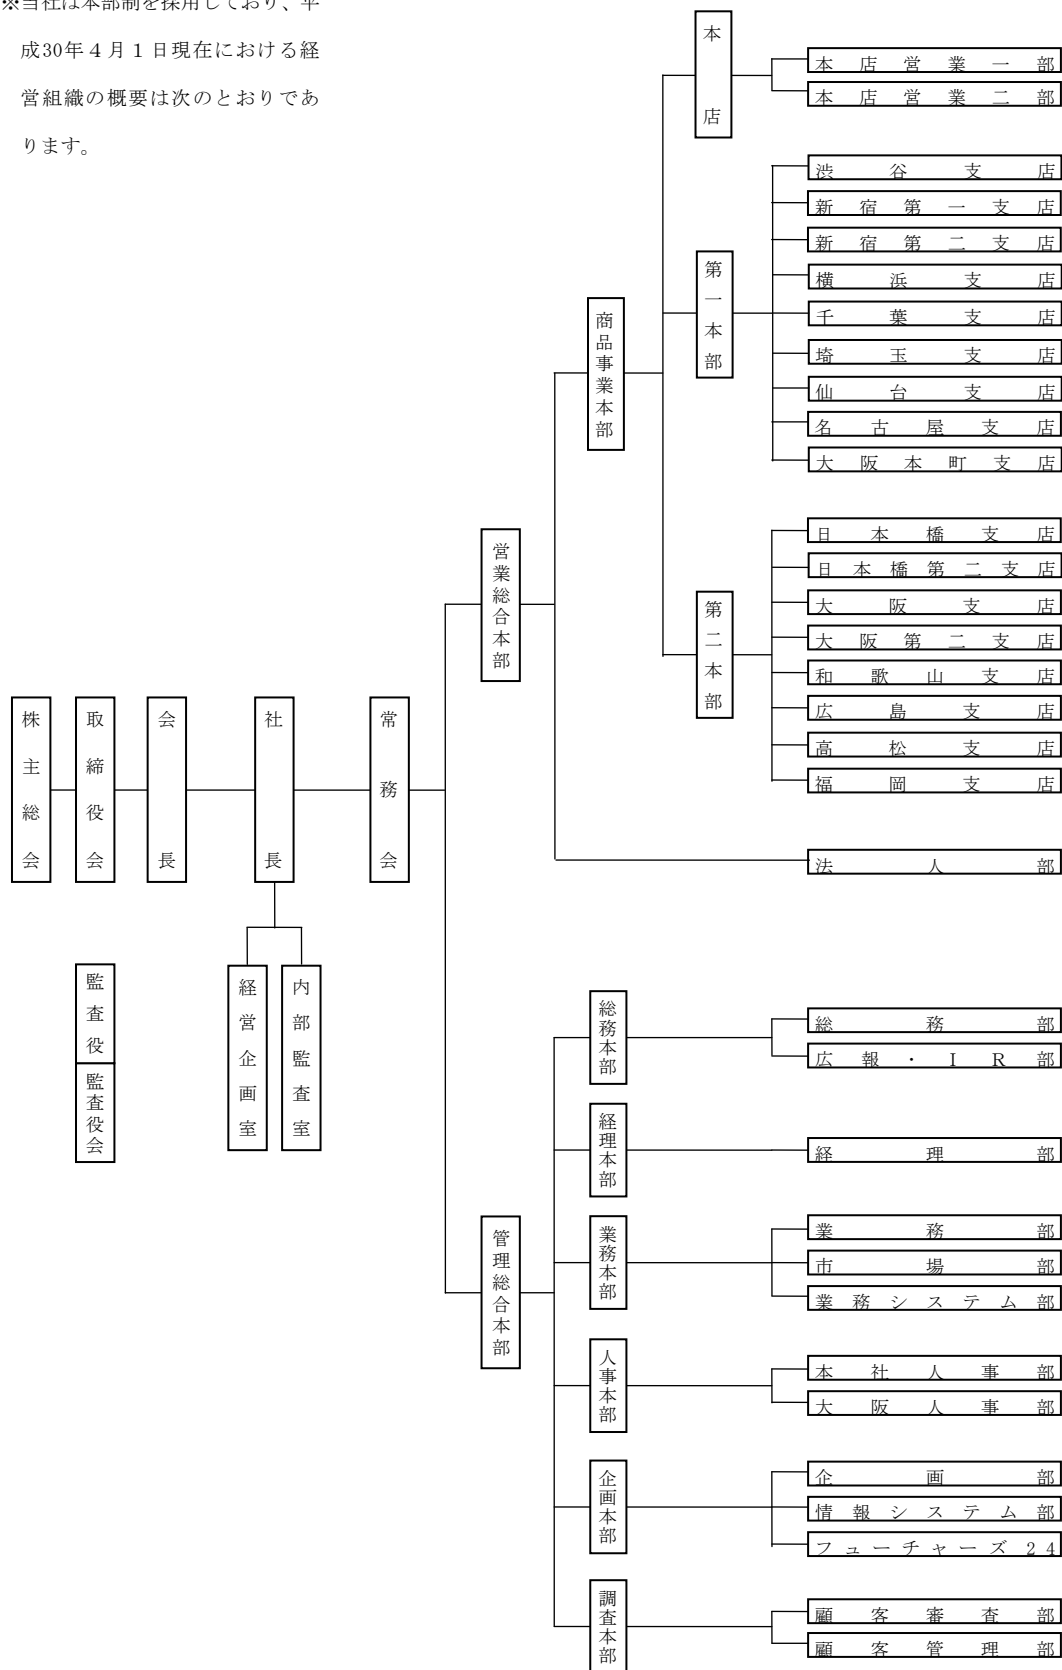 ※当社は本部制を採用しており、平
成30年４月１日現在における経
営組織の概要は次のとおりであ
ります。
株主総会
取締役会
会長
社長
常務会
監査役
監査役会
経営企画室
内部監査室
営業総合本部
商品事業本部
本店
本店営業一部
本店営業二部
第一本部
渋谷支店
新宿第一支店
新宿第二支店
横浜支店
千葉支店
埼玉支店
仙台支店
名古屋支店
大阪本町支店
第二本部
日本橋支店
日本橋第二支店
大阪支店
大阪第二支店
和歌山支店
広島支店
高松支店
福岡支店
法人部
管理総合本部
総務本部
総務部
広報・ＩＲ部
経理本部
経理部
業務本部
業務部
市場部
業務システム部
人事本部
本社人事部
大阪人事部
企画本部
企画部
情報システム部
フューチャーズ24
調査本部
顧客審査部
顧客管理部